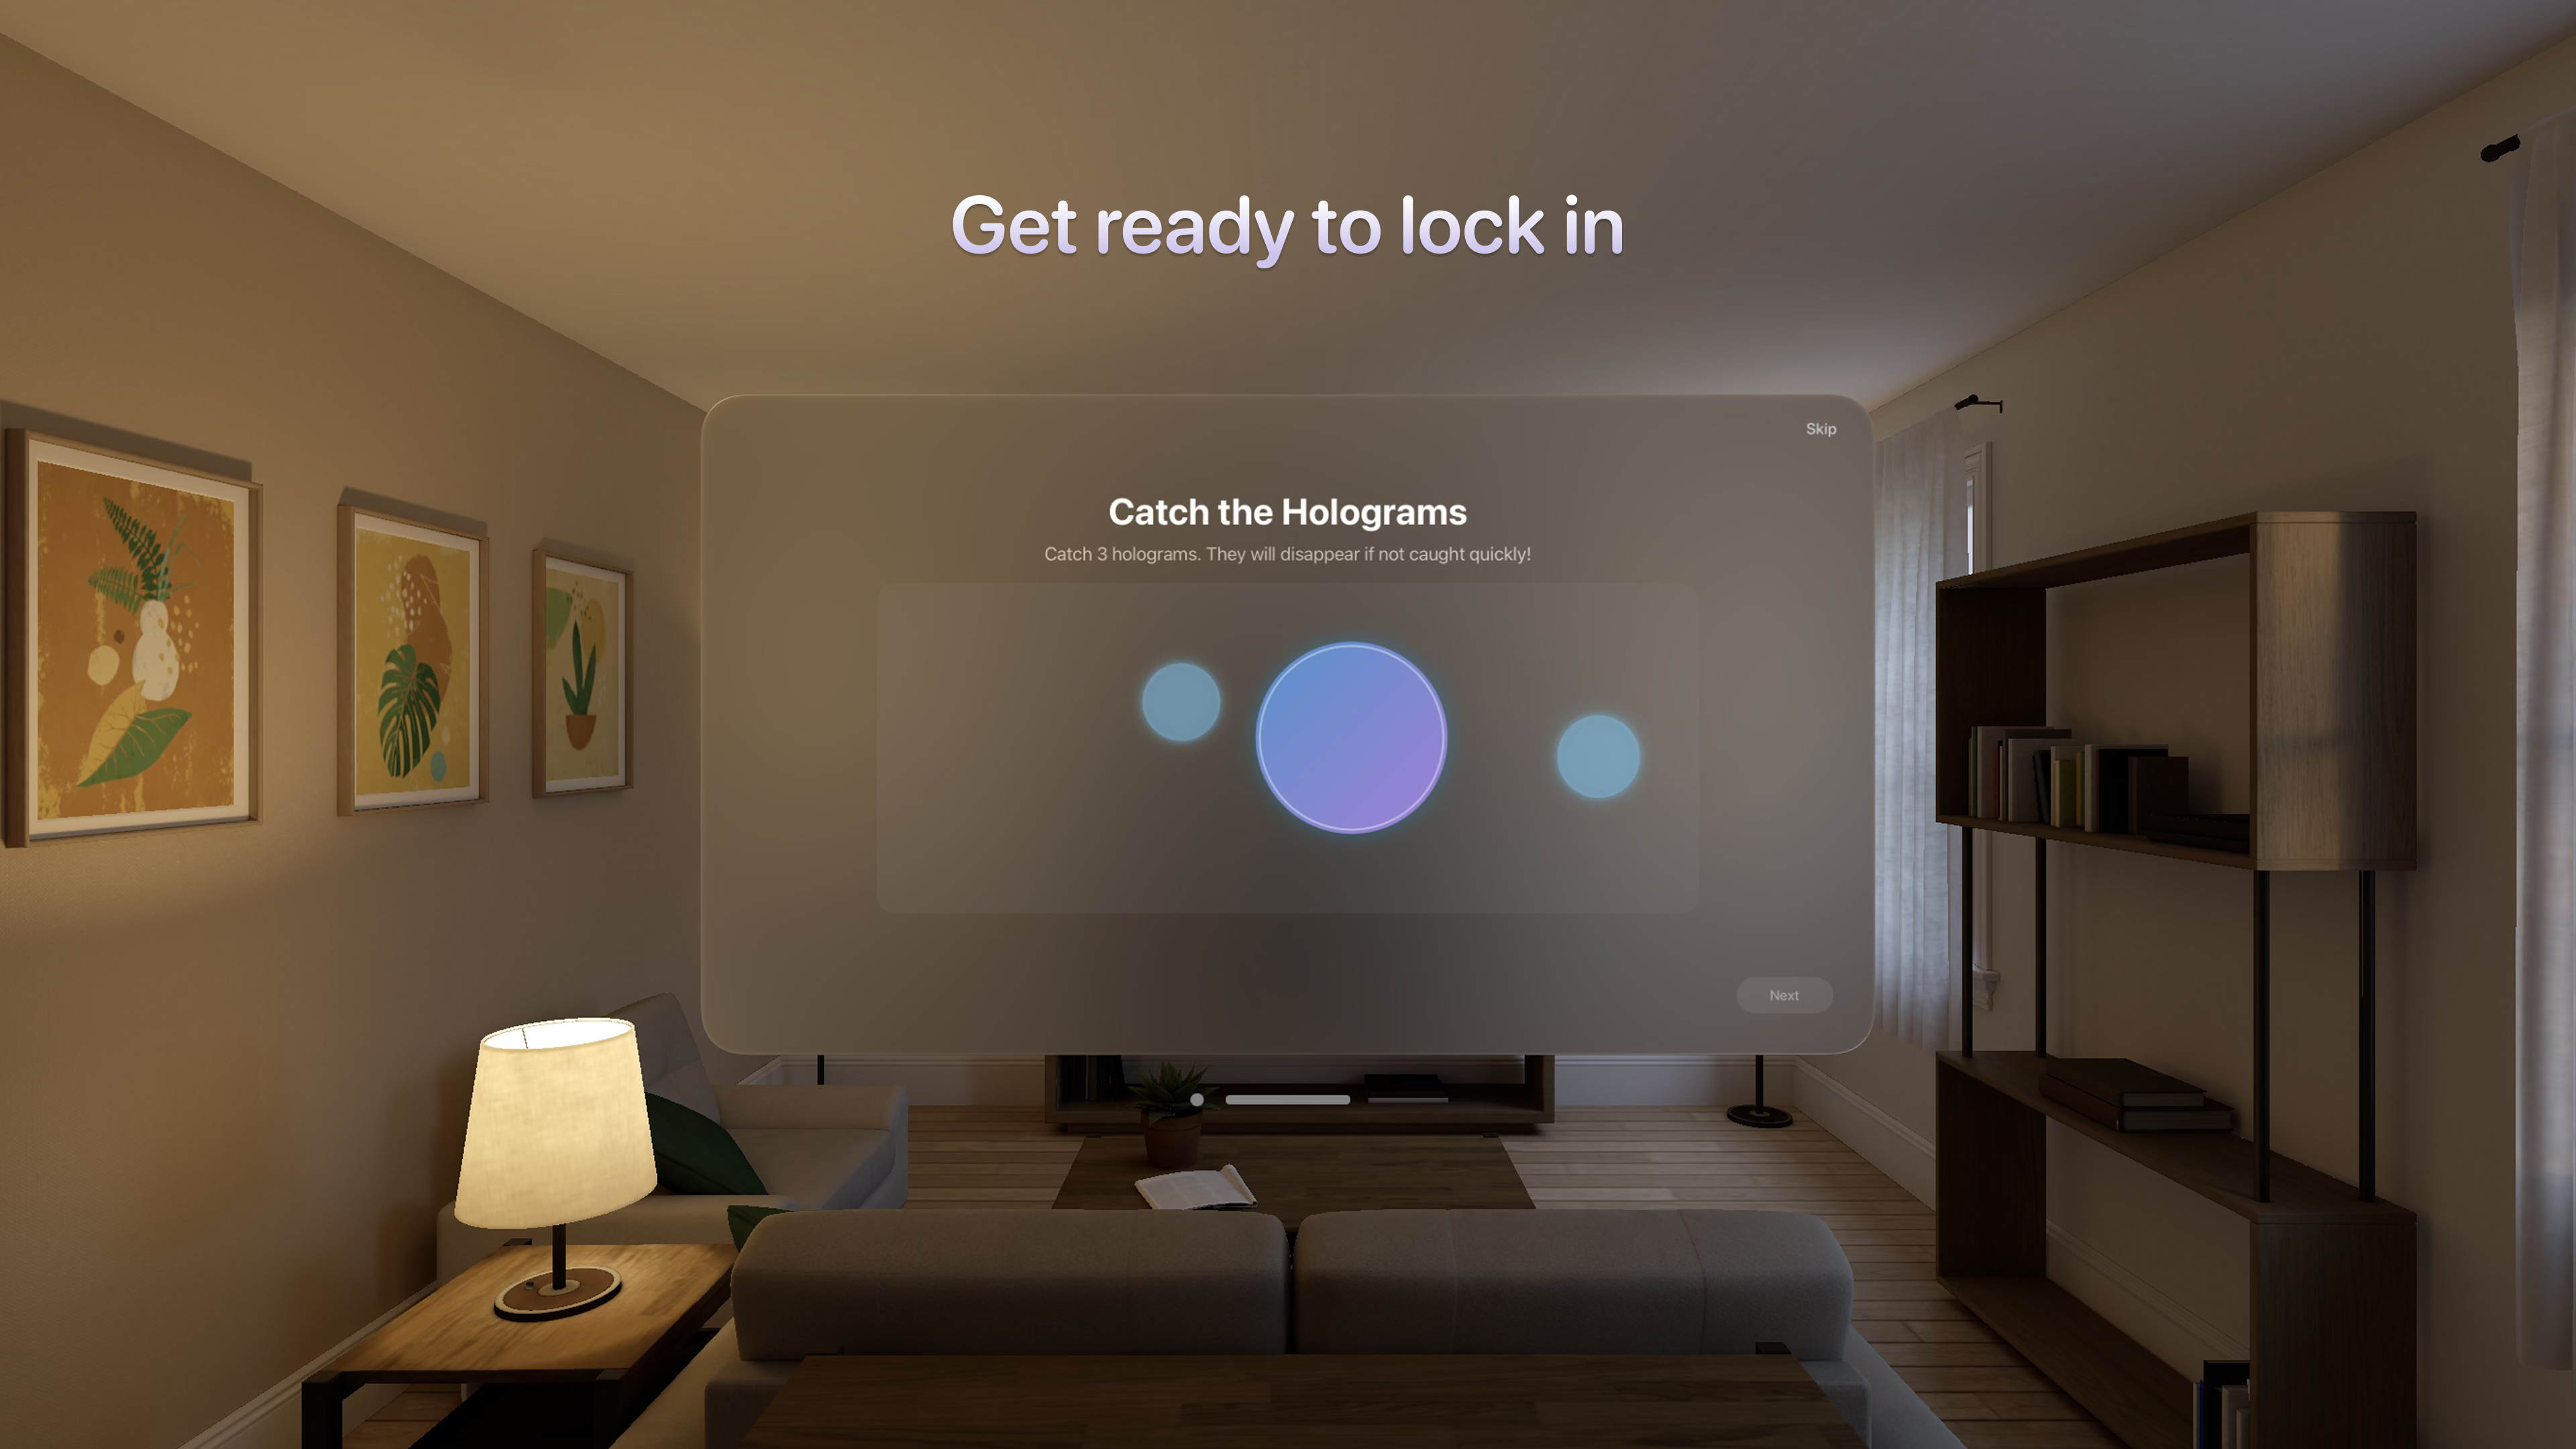 Get ready to lock in
Skip
Catch the Holograms
Catch 3 holograms. They will disappear if not caught quickly!
Next